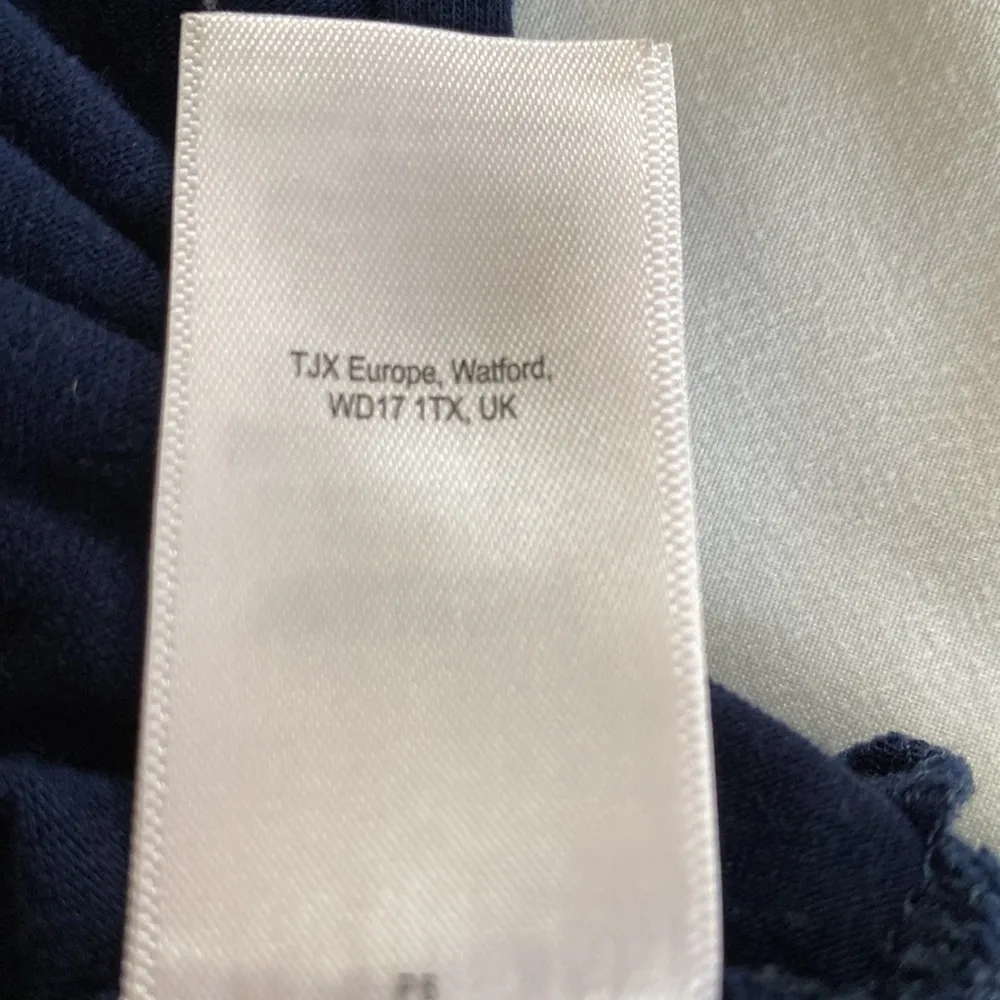 TJX Europe, Watford,
WD17 1TX, UK